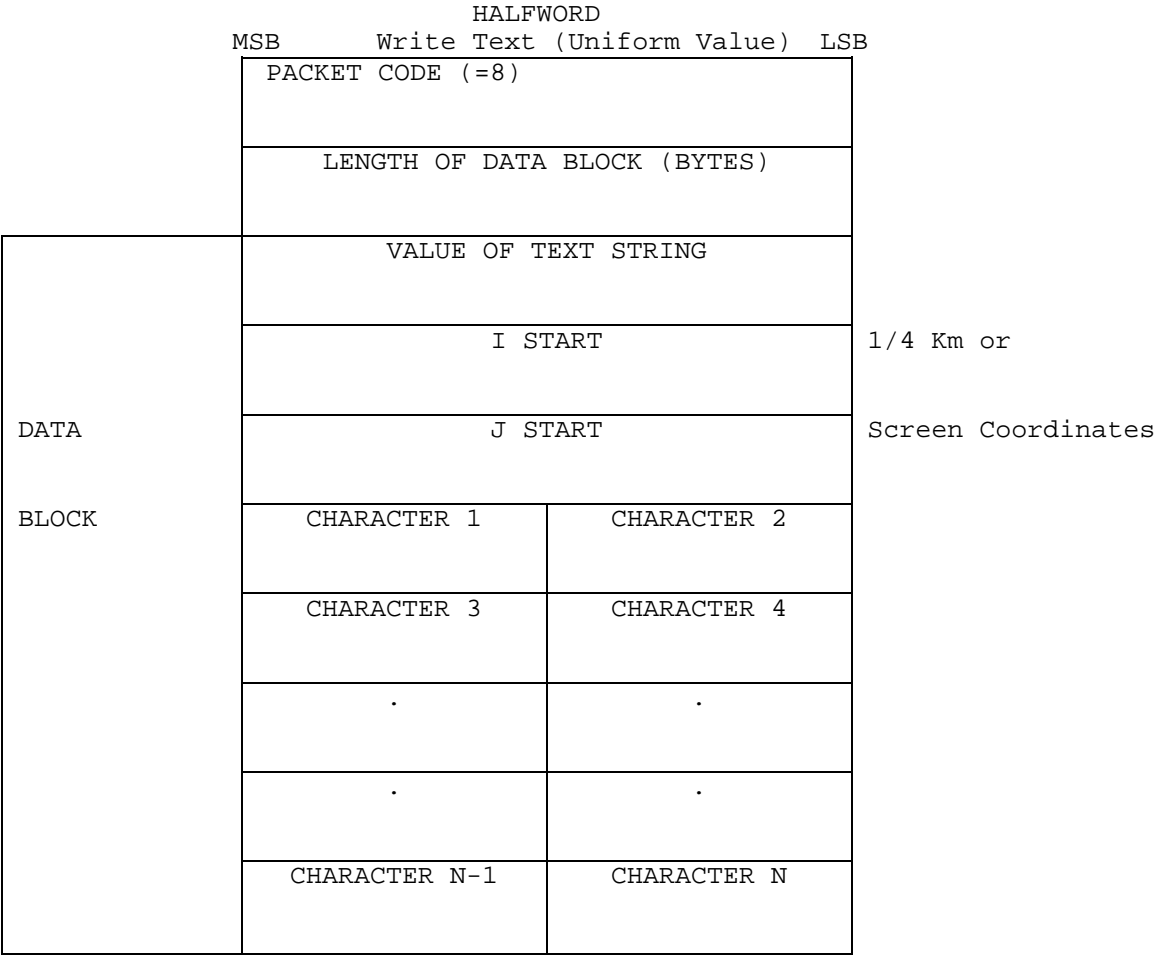 HALFWORD
MSB Write Text (Uniform Value) LSB
PACKET CODE (=8)
LENGTH OF DATA BLOCK (BYTES)
VALUE OF TEXT STRING
I START 1/4 Km or
DATA J START Screen Coordinates
BLOCK CHARACTER 1 CHARACTER 2
CHARACTER 3 CHARACTER 4
. .
. .
CHARACTER N-1 CHARACTER N